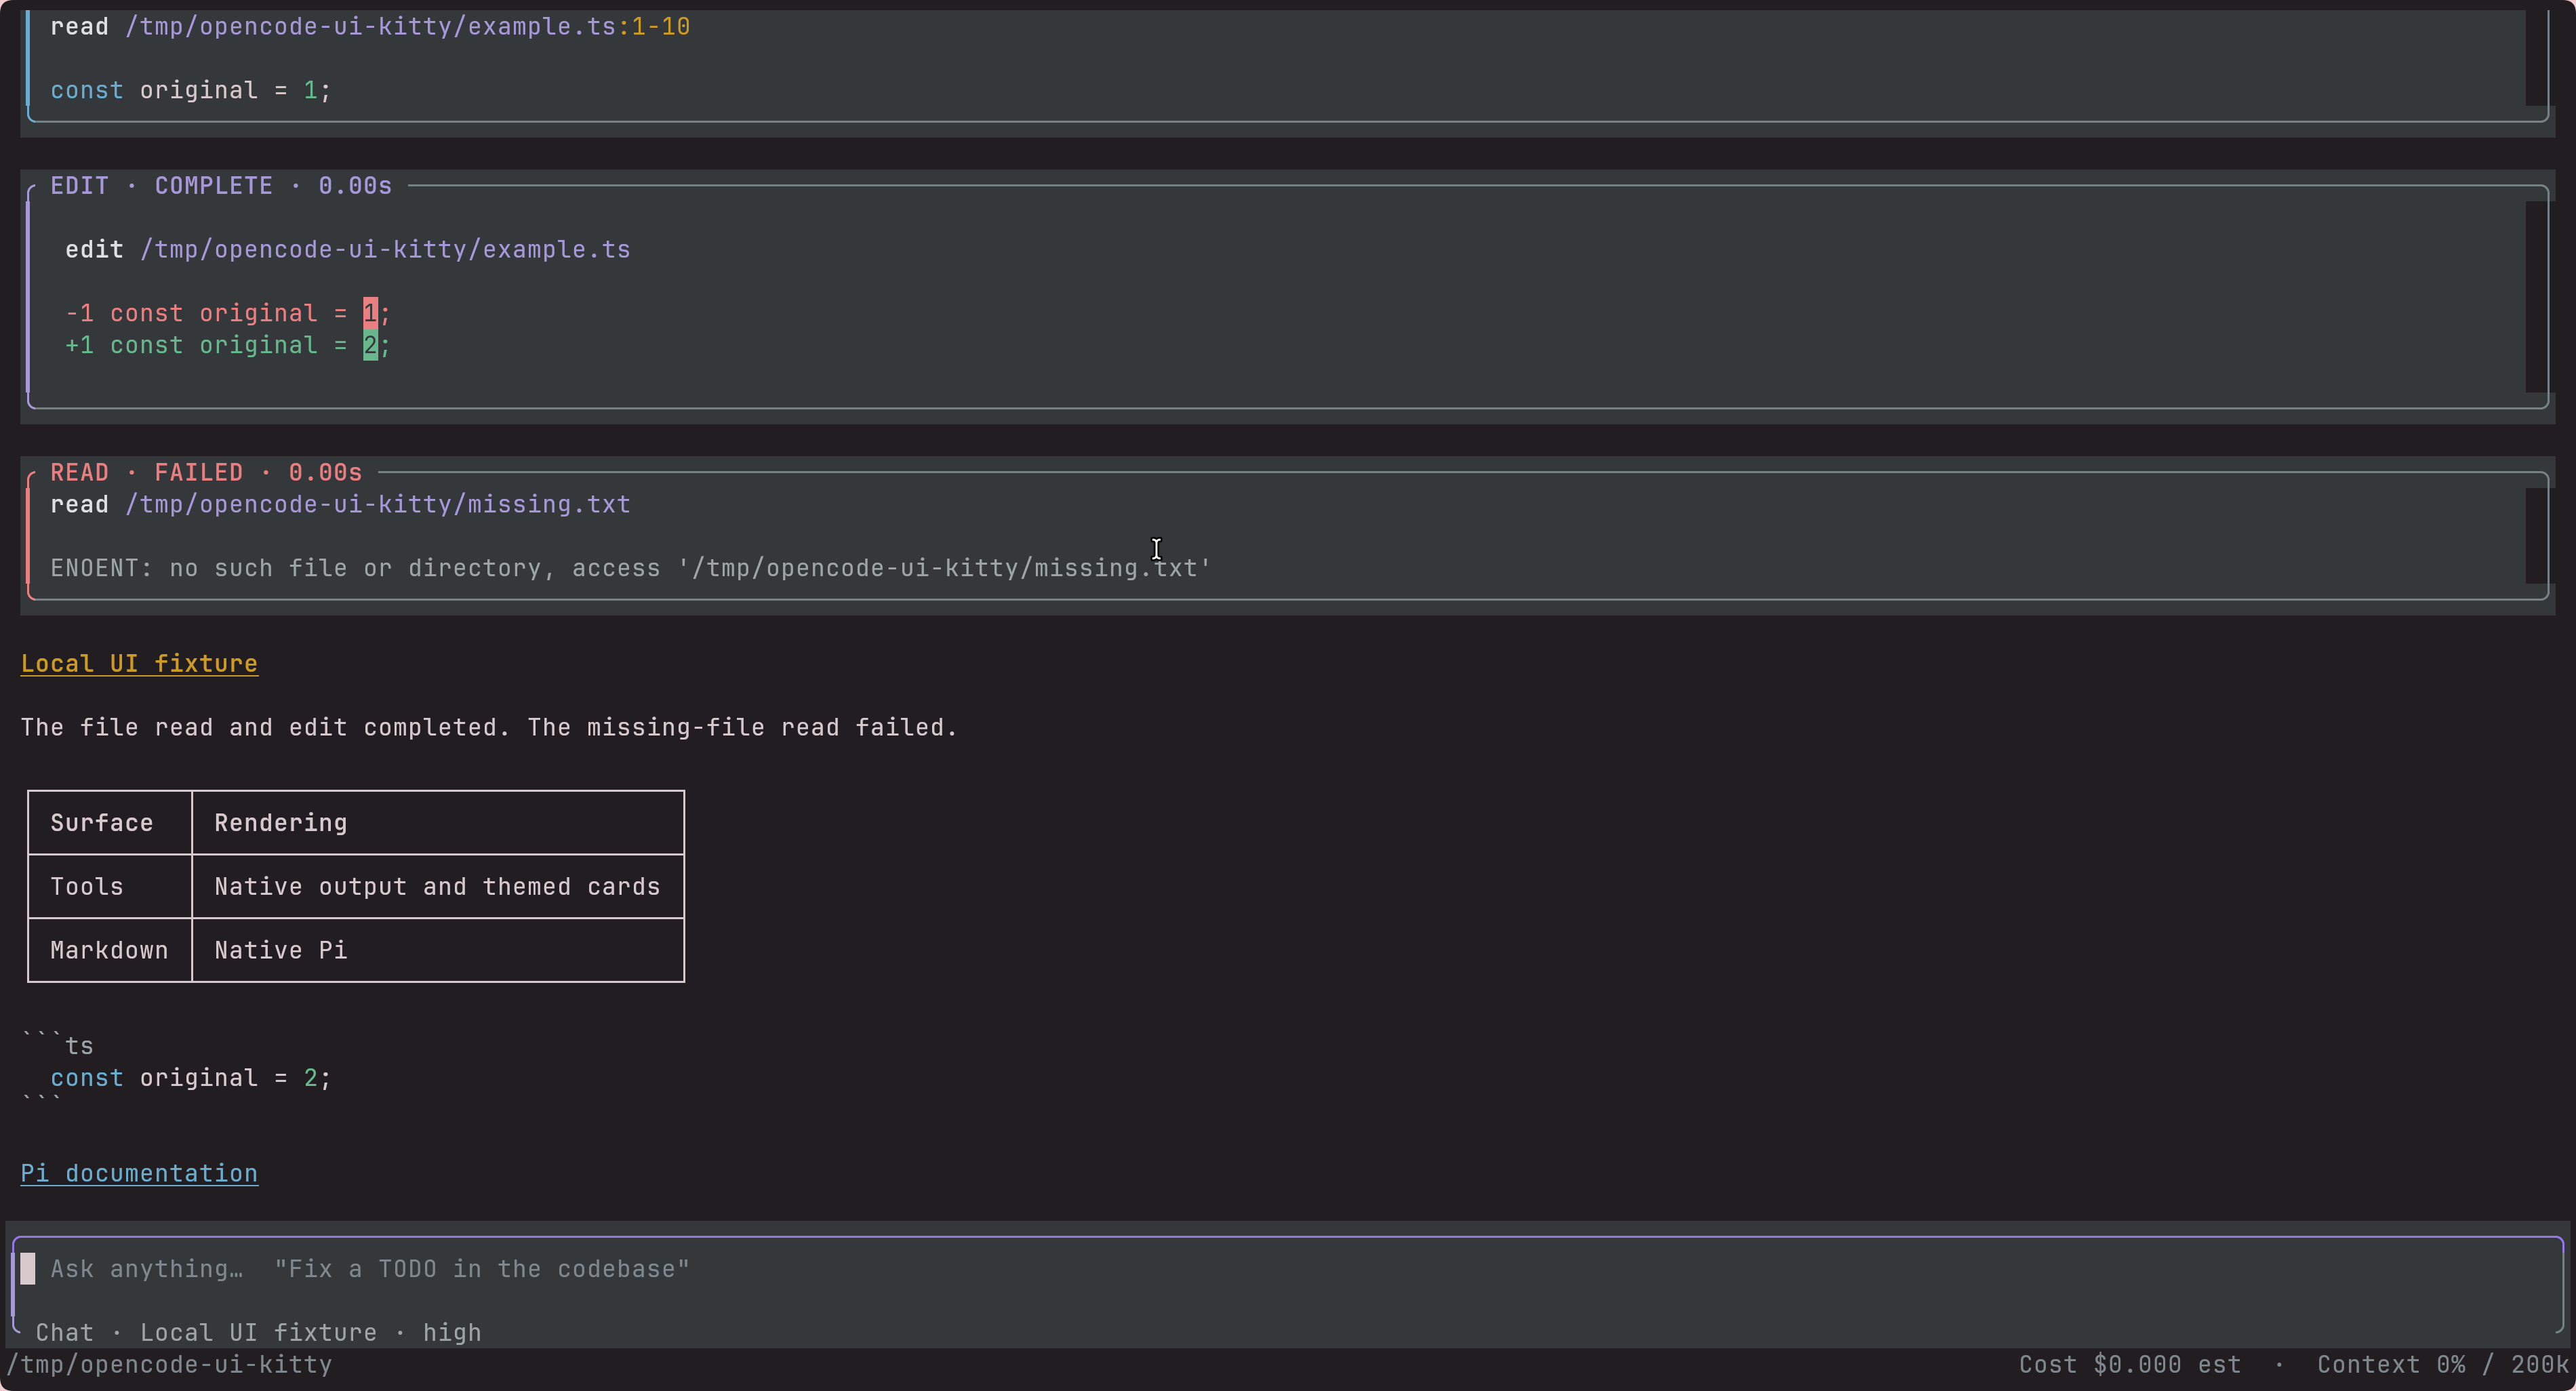 read /tmp/opencode-ui-kitty/example.ts:1-10
const original = 1;
EDIT · COMPLETE · 0.00s
edit /tmp/opencode-ui-kitty/example.ts
-1 const original = 1;
+1 const original = 2;
READ · FAILED · 0.00s
read /tmp/opencode-ui-kitty/missing.txt
ENOENT: no such file or directory, access '/tmp/opencode-ui-kitty/missing.txt'
Local UI fixture
The file read and edit completed. The missing-file read failed.
Surface Rendering
Tools Native output and themed cards
Markdown Native Pi
```ts
const original = 2;
```
Pi documentation
Ask anything… "Fix a TODO in the codebase"
Chat · Local UI fixture · high
/tmp/opencode-ui-kitty Cost $0.000 est · Context 0% / 200k